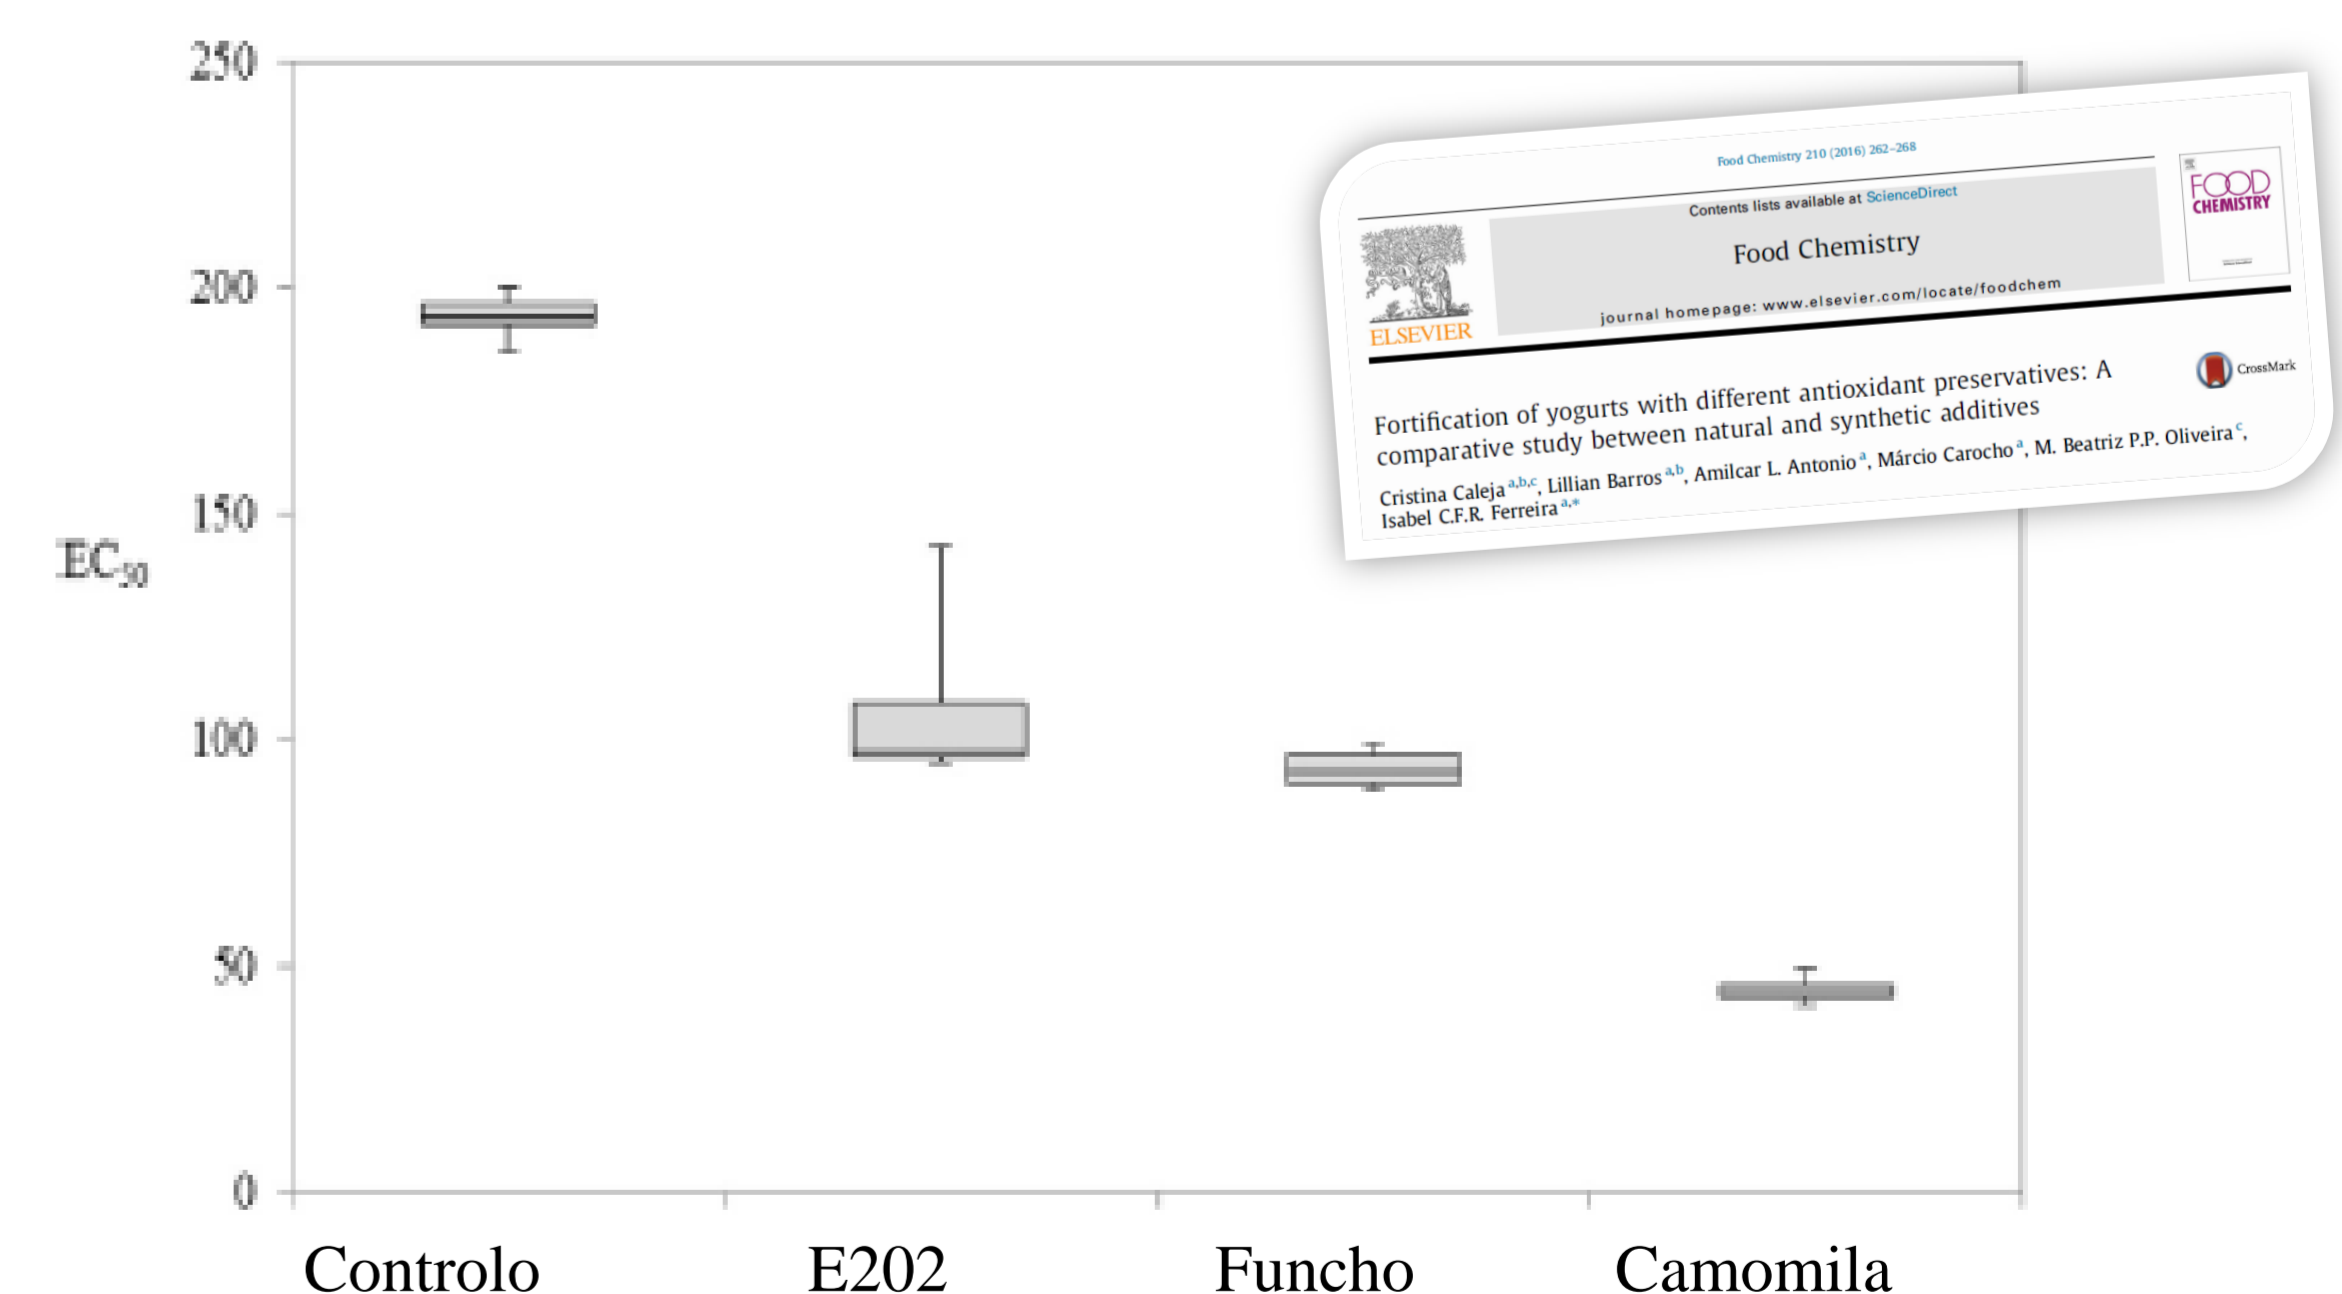 250
200
150
EC50
100
50
0
Controlo
E202
Funcho
Camomila
Food Chemistry 210 (2016) 262–268
Contents lists available at ScienceDirect
Food Chemistry
journal homepage: www.elsevier.com/locate/foodchem
ELSEVIER
FOOD
CHEMISTRY
Fortification of yogurts with different antioxidant preservatives: A
comparative study between natural and synthetic additives
CrossMark
Cristina Caleja a,b,c, Lillian Barros a,b, Amilcar L. Antonio a, Márcio Carocho a, M. Beatriz P.P. Oliveira c,
Isabel C.F.R. Ferreira a,*